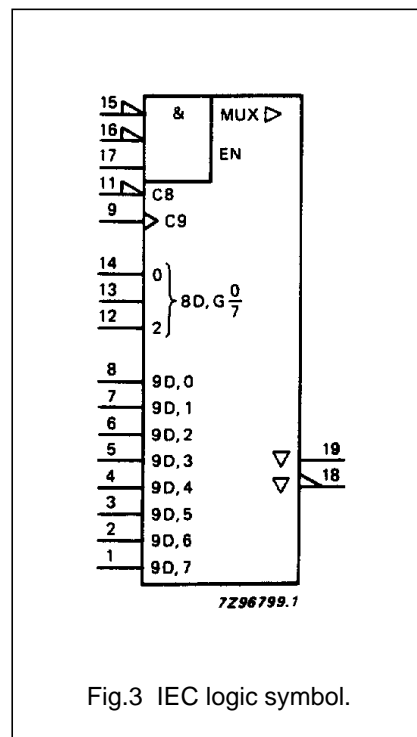 15 & MUX ▷
16
17 EN
11 C8
9 C9
14 0
13 8D, G 0/7
12 2
8 9D, 0
7 9D, 1
6 9D, 2
5 9D, 3 ▽ 19
4 9D, 4 ▽ 18
3 9D, 5
2 9D, 6
1 9D, 7
7Z96799.1
Fig.3 IEC logic symbol.